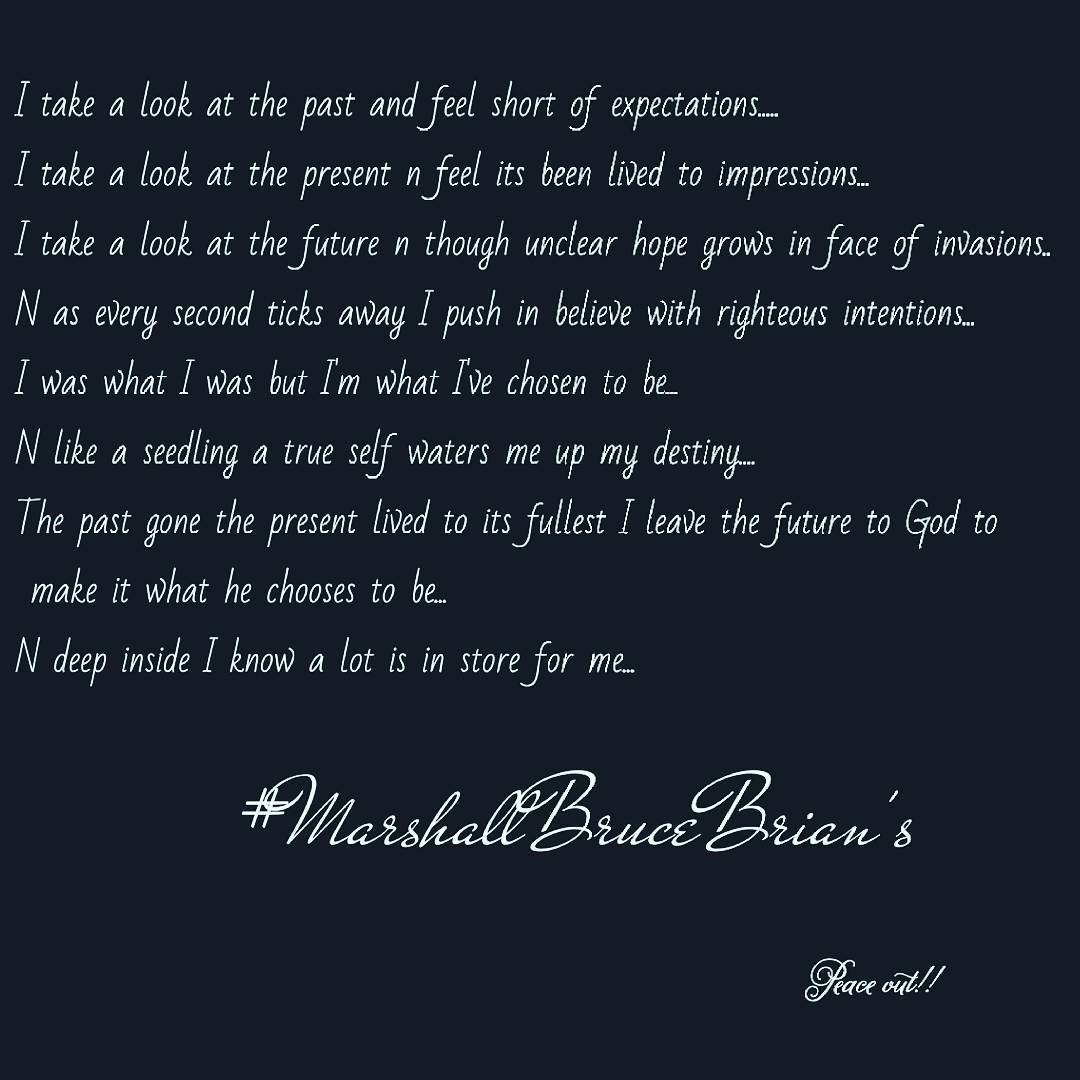 I take a look at the past and feel short of expectations.....
I take a look at the present n feel its been lived to impressions...
I take a look at the future n though unclear hope grows in face of invasions..
N as every second ticks away I push in believe with righteous intentions...
I was what I was but I'm what I've chosen to be...
N like a seedling a true self waters me up my destiny....
The past gone the present lived to its fullest I leave the future to God to
make it what he chooses to be...
N deep inside I know a lot is in store for me...
#MarshallBruceBrian's
Peace out!!